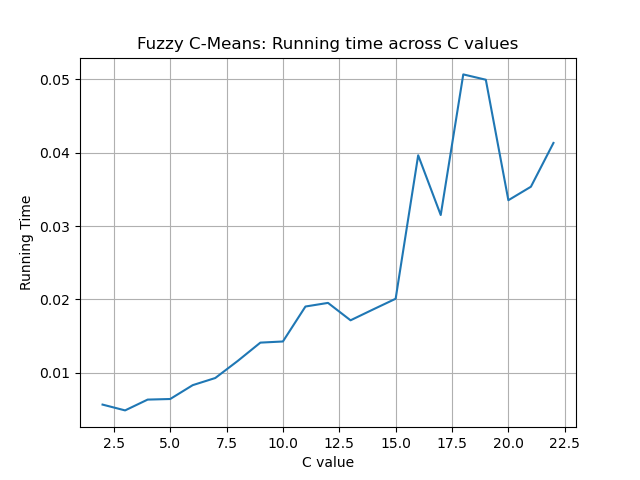 Fuzzy C-Means: Running time across C values
0.05
0.04
0.03
0.02
0.01
Running Time
2.5 5.0 7.5 10.0 12.5 15.0 17.5 20.0 22.5
C value